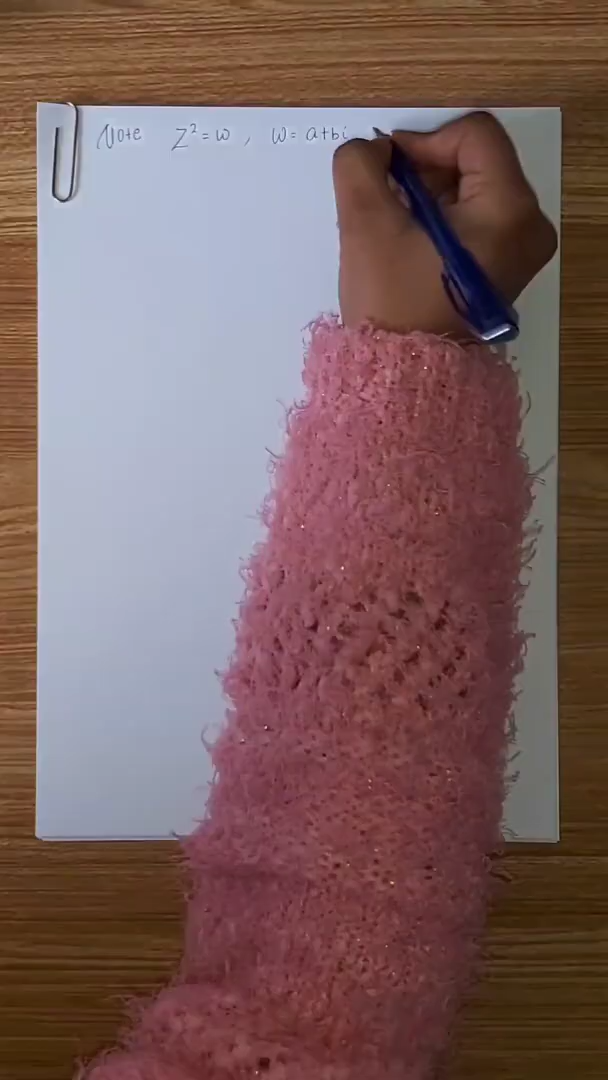 Note Z² = w , w = a+bi